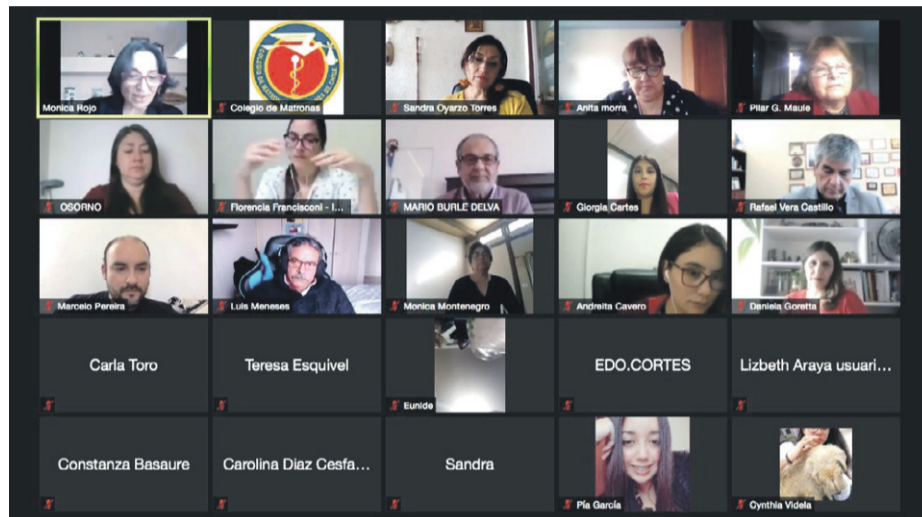 Monica Rojo
Colegio de Matronas
Sandra Oyarzo Torres
Anita morra
Pilar G. Maule
OSORNO
Florencia Francisconi - I...
MARIO BURLE DELVA
Giorgia Cartes
Rafael Vera Castillo
Marcelo Pereira
Luis Meneses
Monica Montenegro
Andreita Cavero
Daniela Goretta
Carla Toro
Teresa Esquivel
Eunide
EDO.CORTES
Lizbeth Araya usuari...
Constanza Basaure
Carolina Diaz Cesfa...
Sandra
Pía García
Cynthia Videla